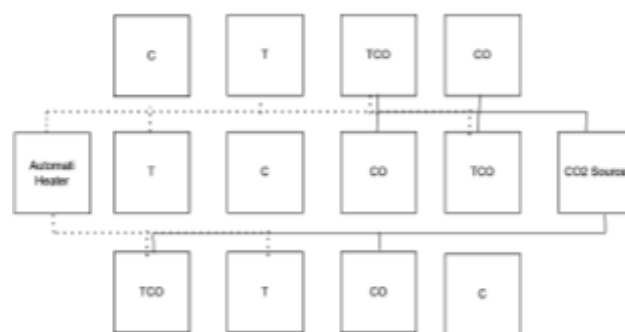 C T TCO CO
Automati
Heater
T C CO TCO CO2 Source
TCO T CO C